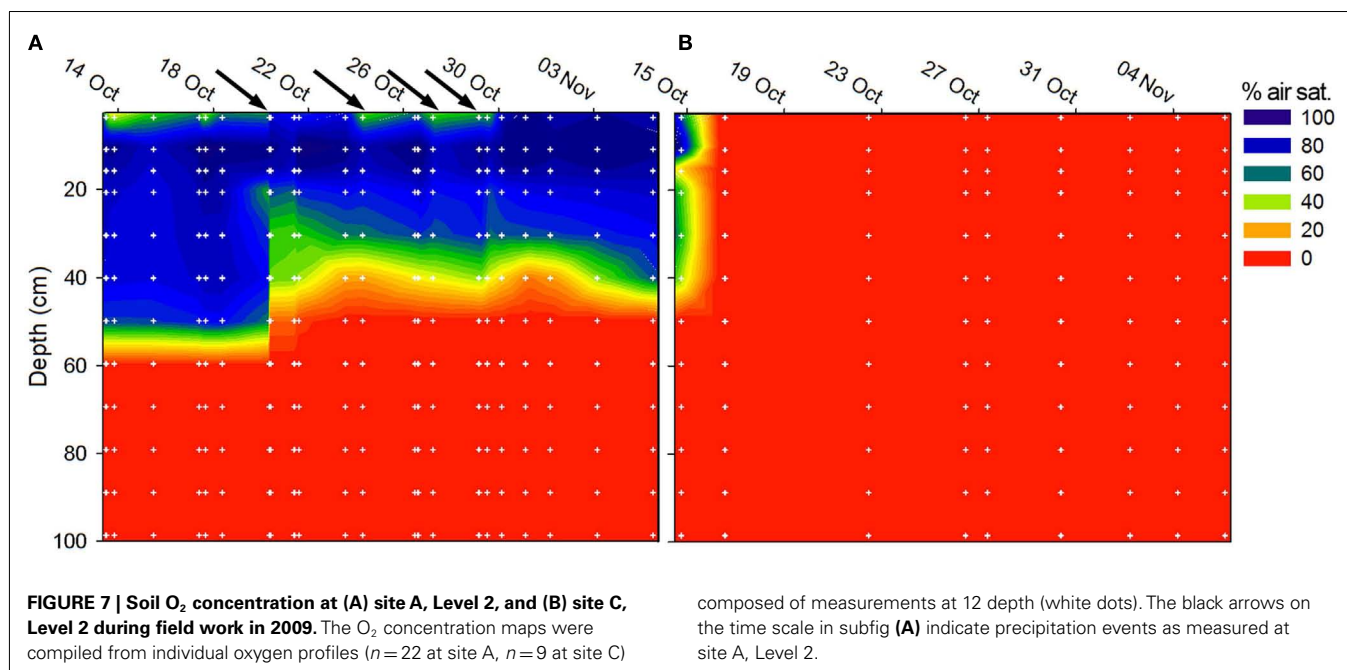 A
B
14 Oct
18 Oct
22 Oct
26 Oct
30 Oct
03 Nov
15 Oct
19 Oct
23 Oct
27 Oct
31 Oct
04 Nov
% air sat.
100
80
60
40
20
0
Depth (cm)
20
40
60
80
100
FIGURE 7 | Soil O₂ concentration at (A) site A, Level 2, and (B) site C,
Level 2 during field work in 2009. The O₂ concentration maps were
compiled from individual oxygen profiles (n = 22 at site A, n = 9 at site C)
composed of measurements at 12 depth (white dots). The black arrows on
the time scale in subfig (A) indicate precipitation events as measured at
site A, Level 2.